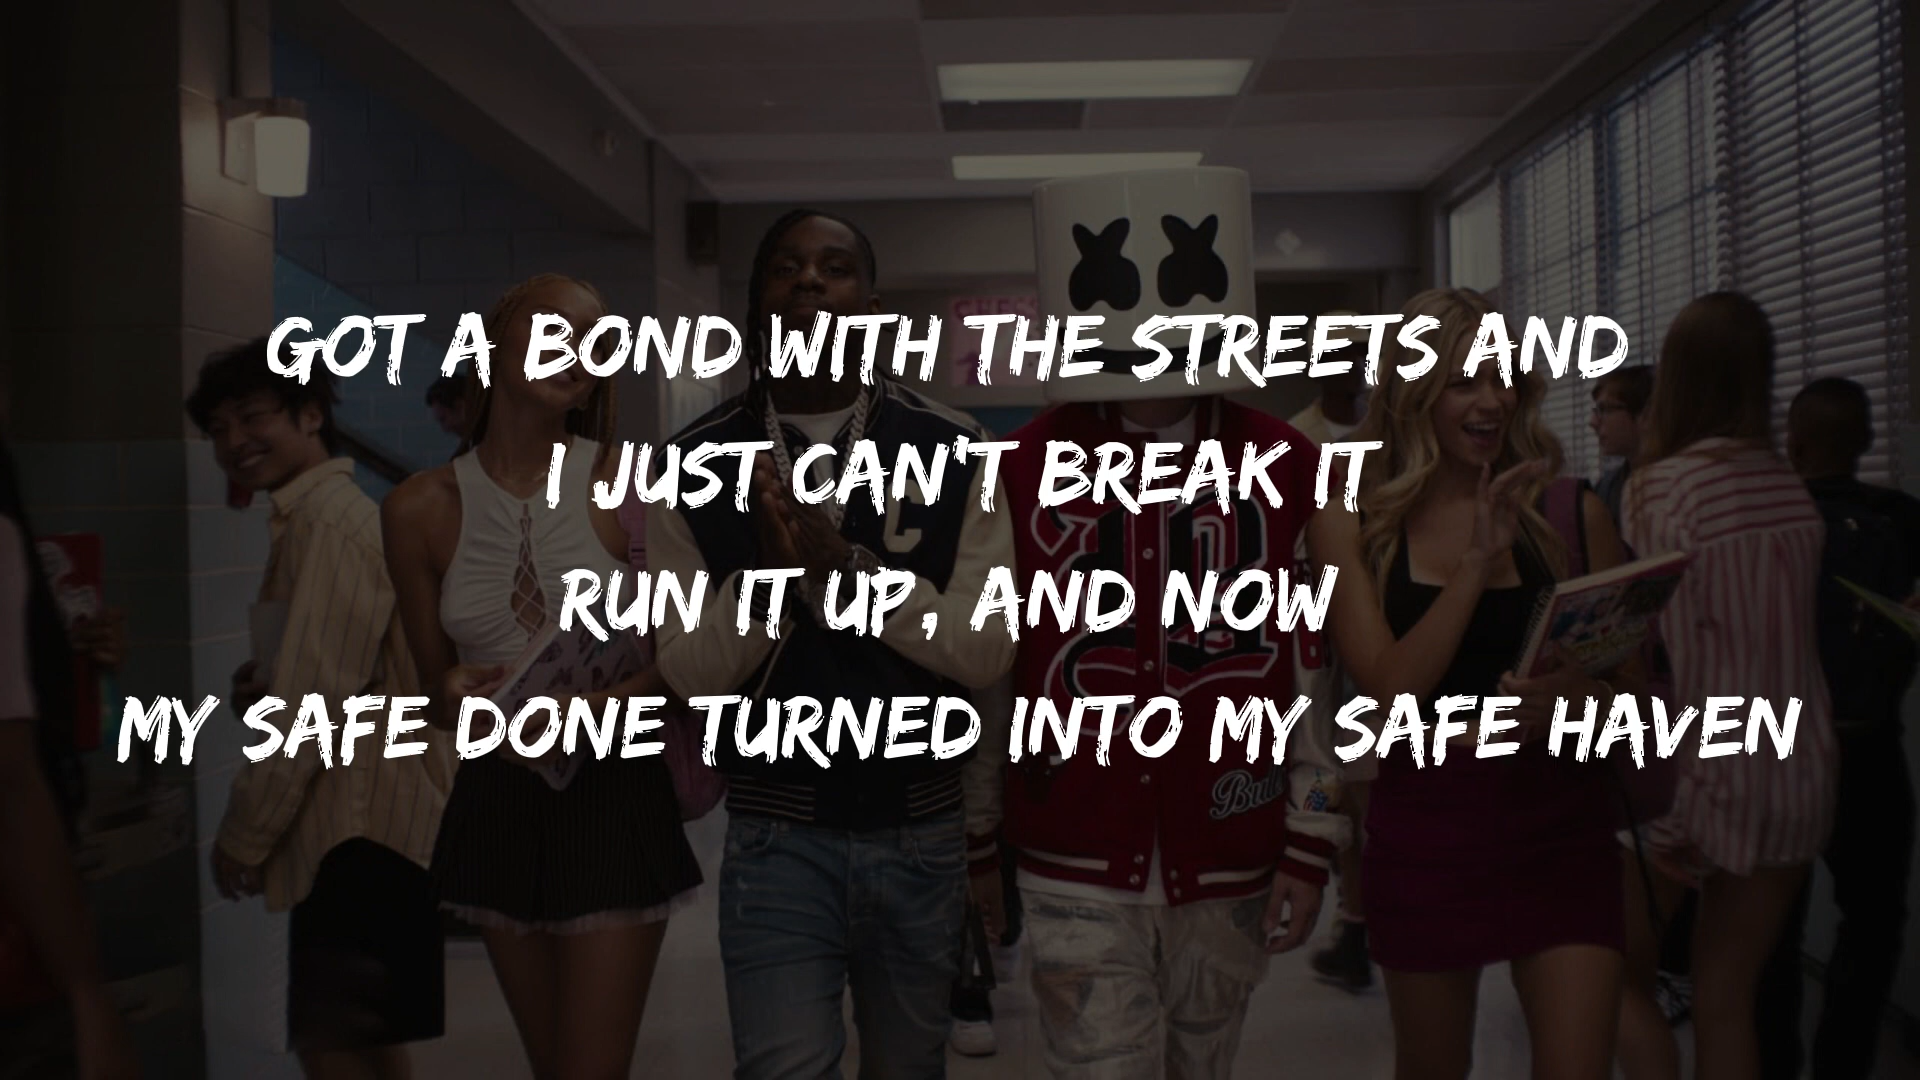 GOT A BOND WITH THE STREETS AND
I JUST CAN'T BREAK IT
RUN IT UP, AND NOW
MY SAFE DONE TURNED INTO MY SAFE HAVEN
C
B